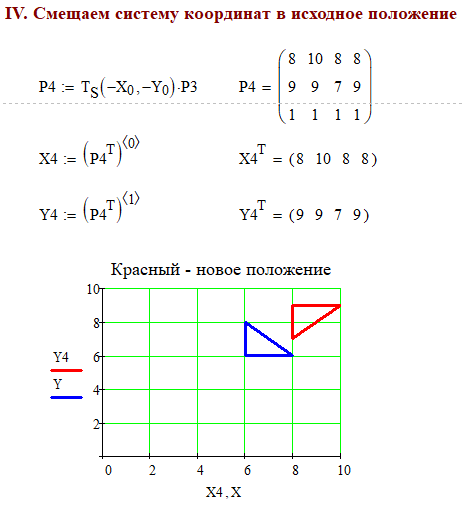 IV. Смещаем систему координат в исходное положение
P4 := T_S(−X_0, −Y_0)·P3
P4 = (8 10 8 8
9 9 7 9
1 1 1 1)
X4 := (P4^T)^⟨0⟩
X4^T = (8 10 8 8)
Y4 := (P4^T)^⟨1⟩
Y4^T = (9 9 7 9)
Красный - новое положение
10
8
6
4
2
Y4
Y
0 2 4 6 8 10
X4, X